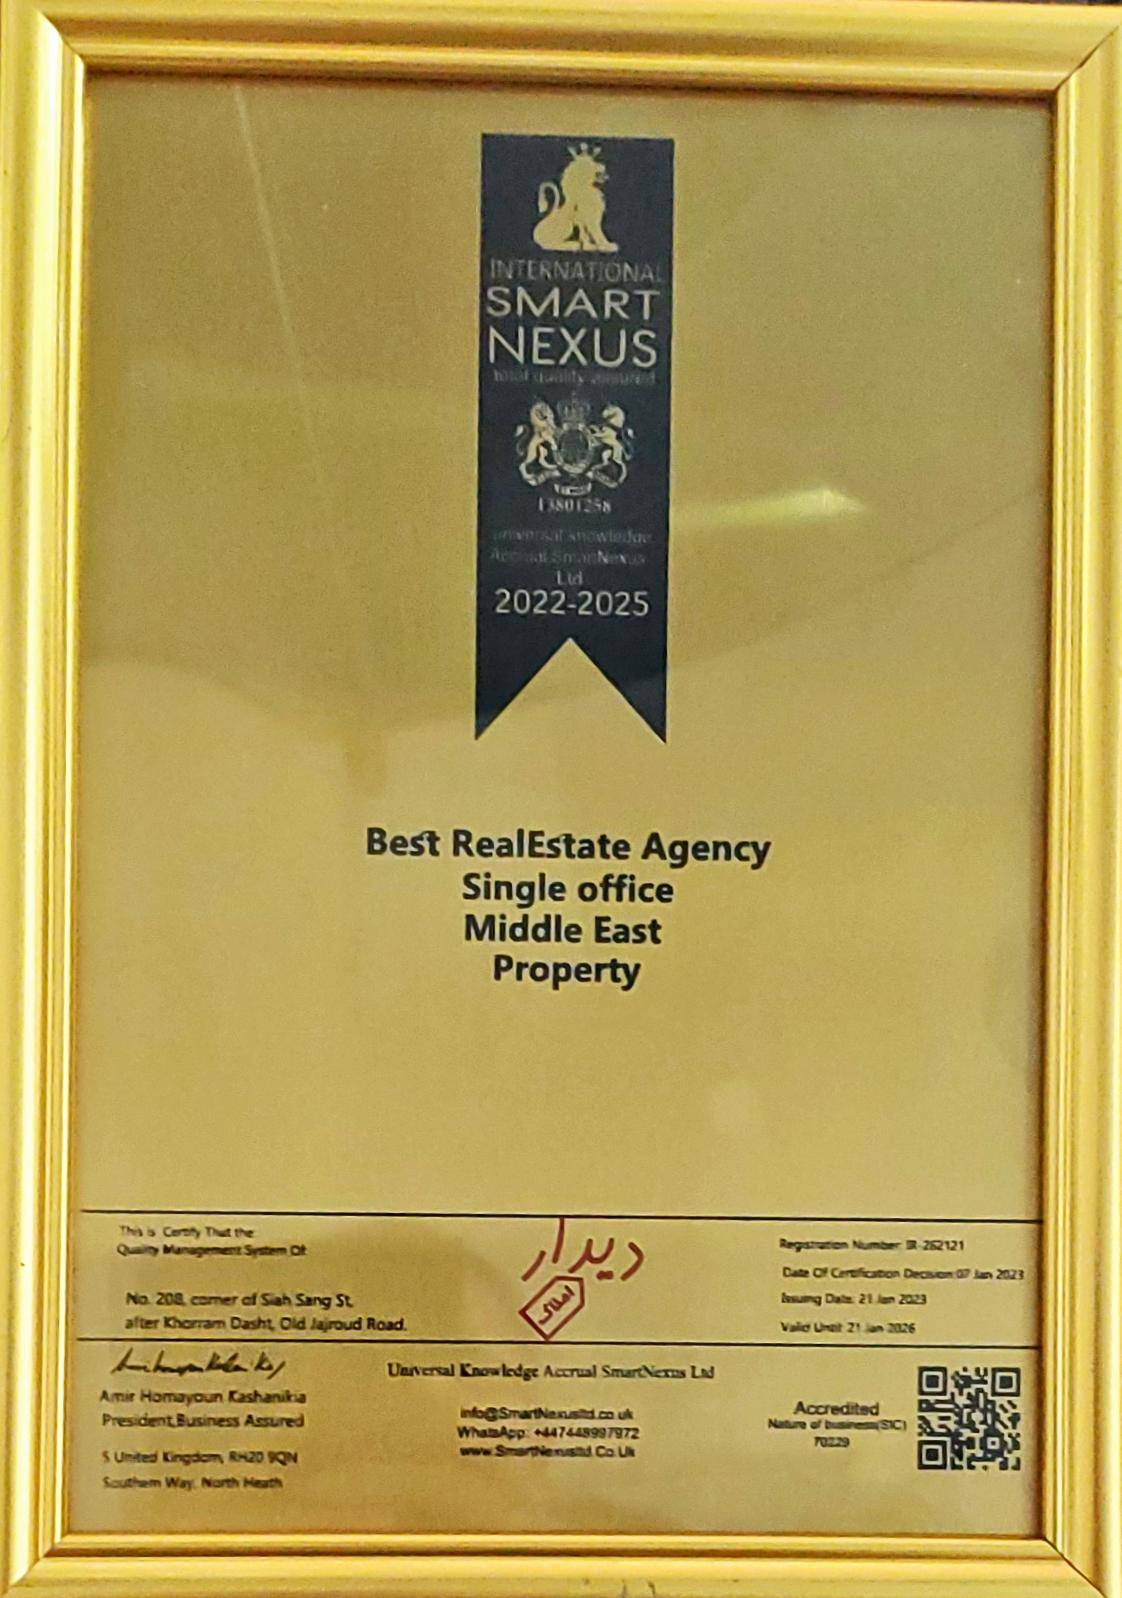 INTERNATIONAL
SMART
NEXUS
total quality assured
13801258
universal knowledge
Accrual SmartNexus
Ltd
2022-2025
Best RealEstate Agency
Single office
Middle East
Property
This is Certify That the
Quality Management System Of:
No. 208, corner of Siah Sang St,
after Khorram Dasht, Old Jajroud Road.
دیدار
املاک
Registration Number: IR-262121
Date Of Certification Decision:07 Jan 2023
Issuing Date: 21 Jan 2023
Valid Until: 21 Jan 2026
Amir Homayoun Kashanikia
President,Business Assured
5 United Kingdom, RH20 9QN
Southern Way, North Heath
Universal Knowledge Accrual SmartNexus Ltd
info@SmartNexusltd.co.uk
WhatsApp: +447448997972
www.SmartNexusltd.Co.Uk
Accredited
Nature of business(SIC)
70229